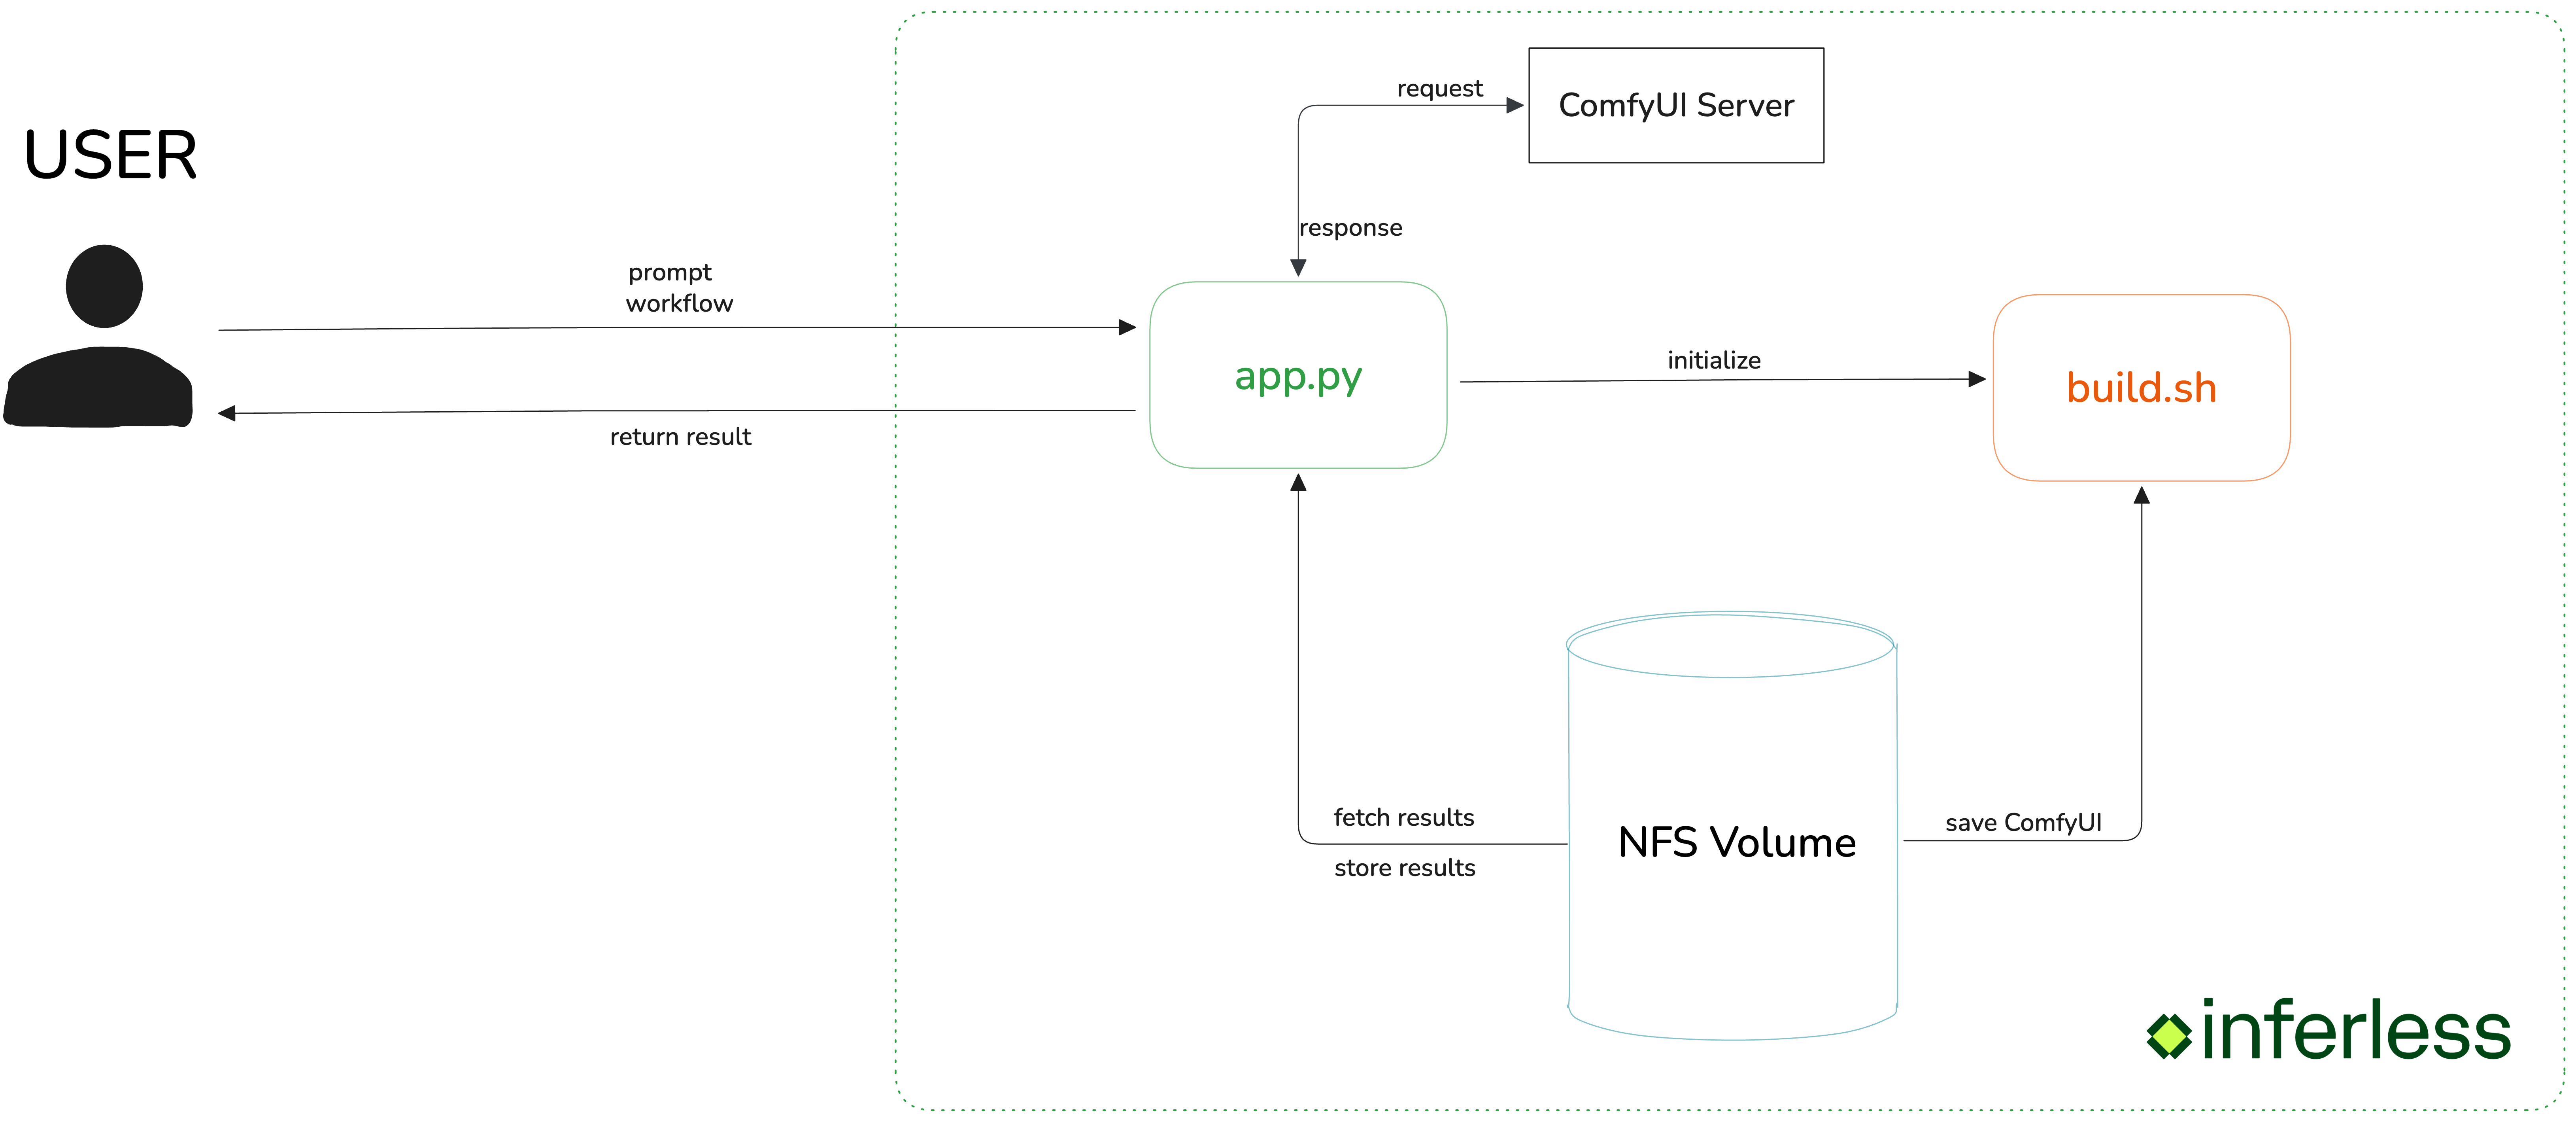 USER
prompt
workflow
return result
request
ComfyUI Server
response
app.py
initialize
build.sh
fetch results
store results
NFS Volume
save ComfyUI
inferless